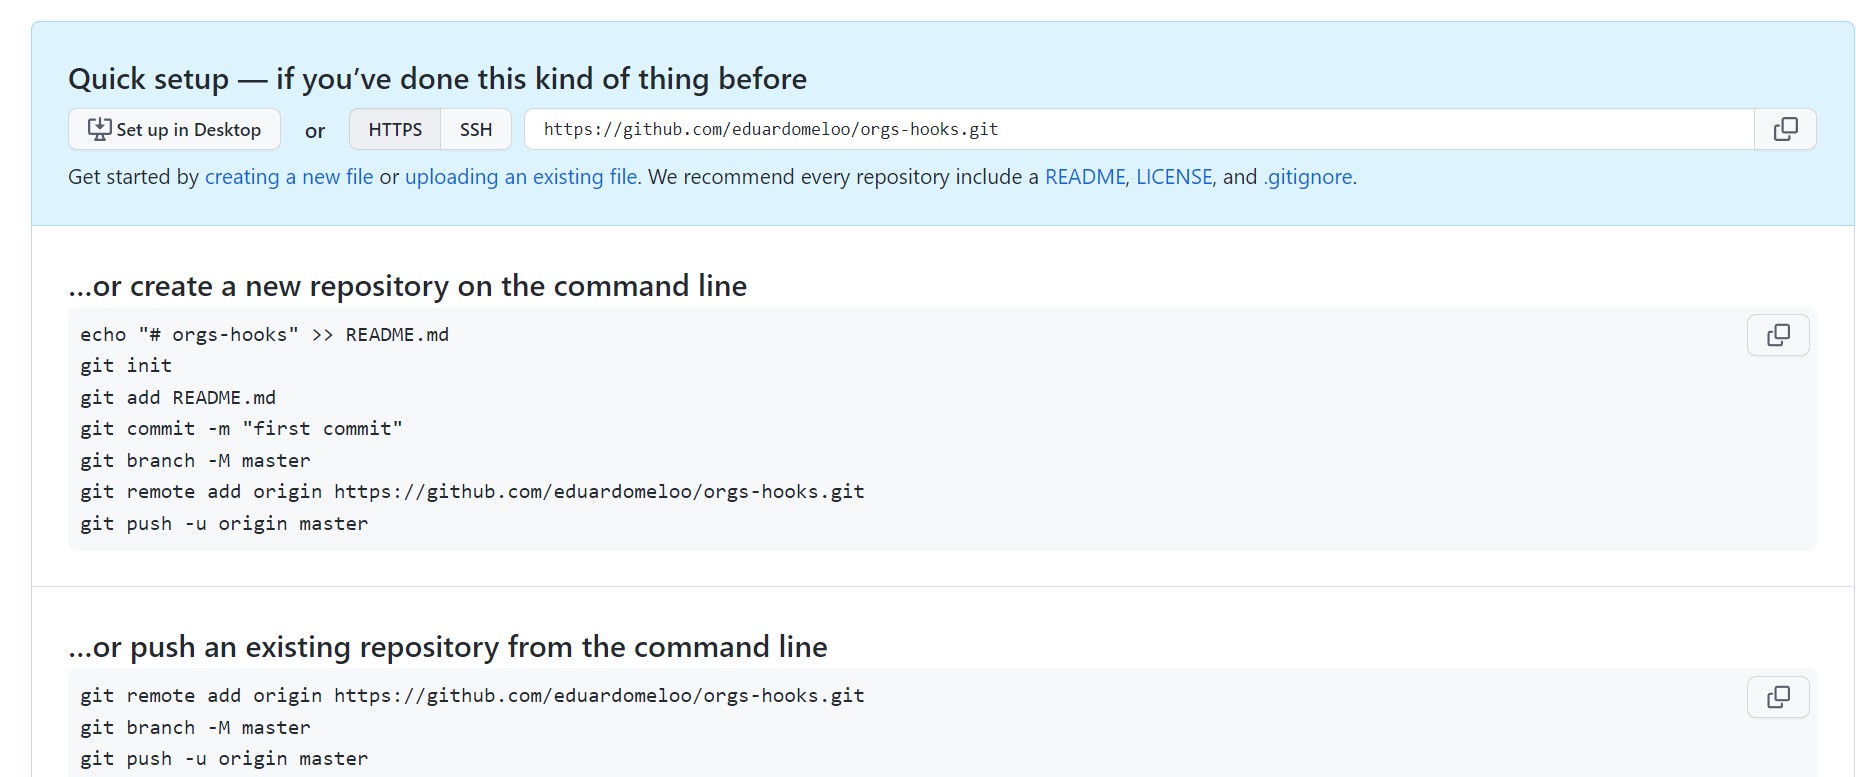 Quick setup — if you’ve done this kind of thing before
Set up in Desktop or HTTPS SSH https://github.com/eduardomeloo/orgs-hooks.git
Get started by creating a new file or uploading an existing file. We recommend every repository include a README, LICENSE, and .gitignore.
…or create a new repository on the command line
echo "# orgs-hooks" >> README.md
git init
git add README.md
git commit -m "first commit"
git branch -M master
git remote add origin https://github.com/eduardomeloo/orgs-hooks.git
git push -u origin master
…or push an existing repository from the command line
git remote add origin https://github.com/eduardomeloo/orgs-hooks.git
git branch -M master
git push -u origin master